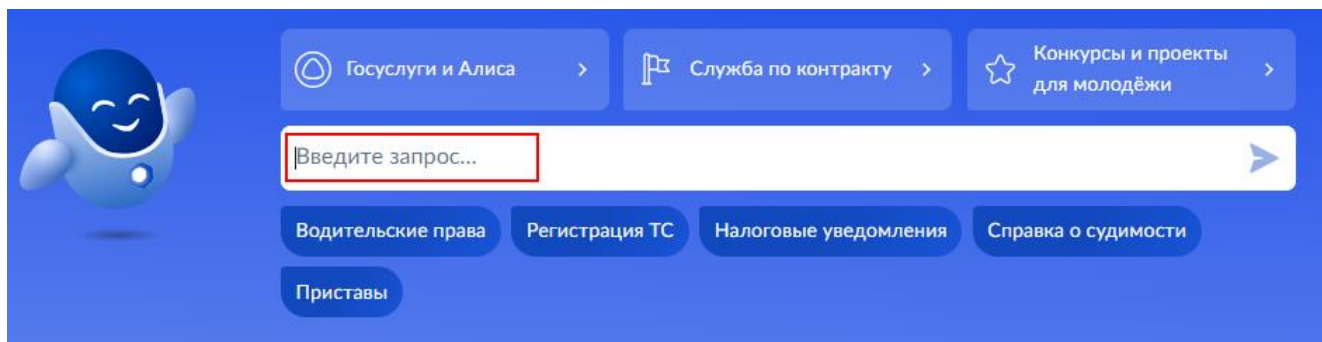 Госуслуги и Алиса
Служба по контракту
Конкурсы и проекты
для молодёжи
Введите запрос...
Водительские права
Регистрация ТС
Налоговые уведомления
Справка о судимости
Приставы